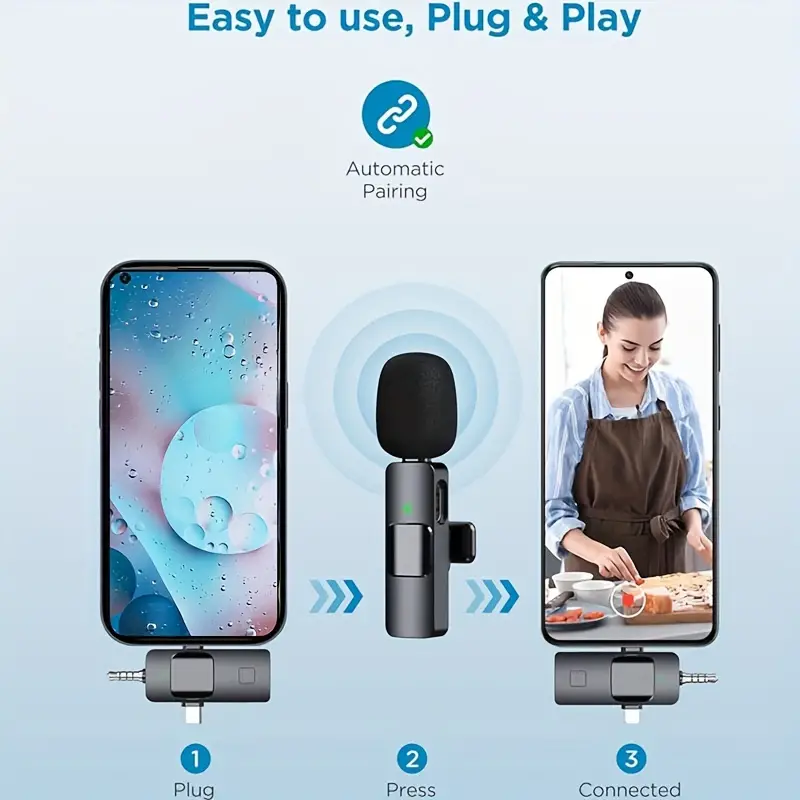 Easy to use, Plug & Play
Automatic
Pairing
1
Plug
2
Press
3
Connected